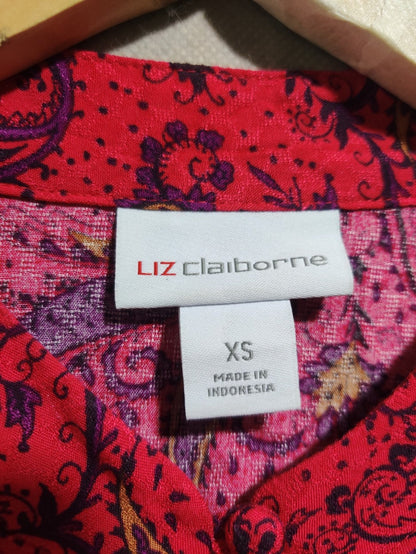 LIZ claiborne
XS
MADE IN
INDONESIA